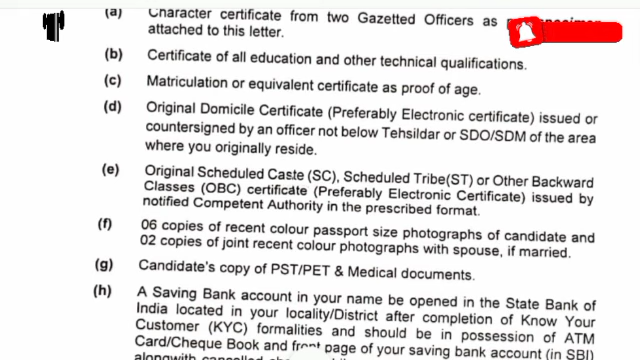 (a) Character certificate from two Gazetted Officers as
attached to this letter.
(b) Certificate of all education and other technical qualifications.
(c) Matriculation or equivalent certificate as proof of age.
(d) Original Domicile Certificate (Preferably Electronic certificate) issued or
countersigned by an officer not below Tehsildar or SDO/SDM of the area
where you originally reside.
(e) Original Scheduled Caste (SC), Scheduled Tribe(ST) or Other Backward
Classes (OBC) certificate (Preferably Electronic Certificate) issued by
notified Competent Authority in the prescribed format.
(f) 06 copies of recent colour passport size photographs of candidate and
02 copies of joint recent colour photographs with spouse, if married.
(g) Candidate's copy of PST/PET & Medical documents.
(h) A Saving Bank account in your name be opened in the State Bank of
India located in your locality/District after completion of Know Your
Customer (KYC) formalities and should be in possession of ATM
Card/Cheque Book and front page of your saving bank account (in SBI)